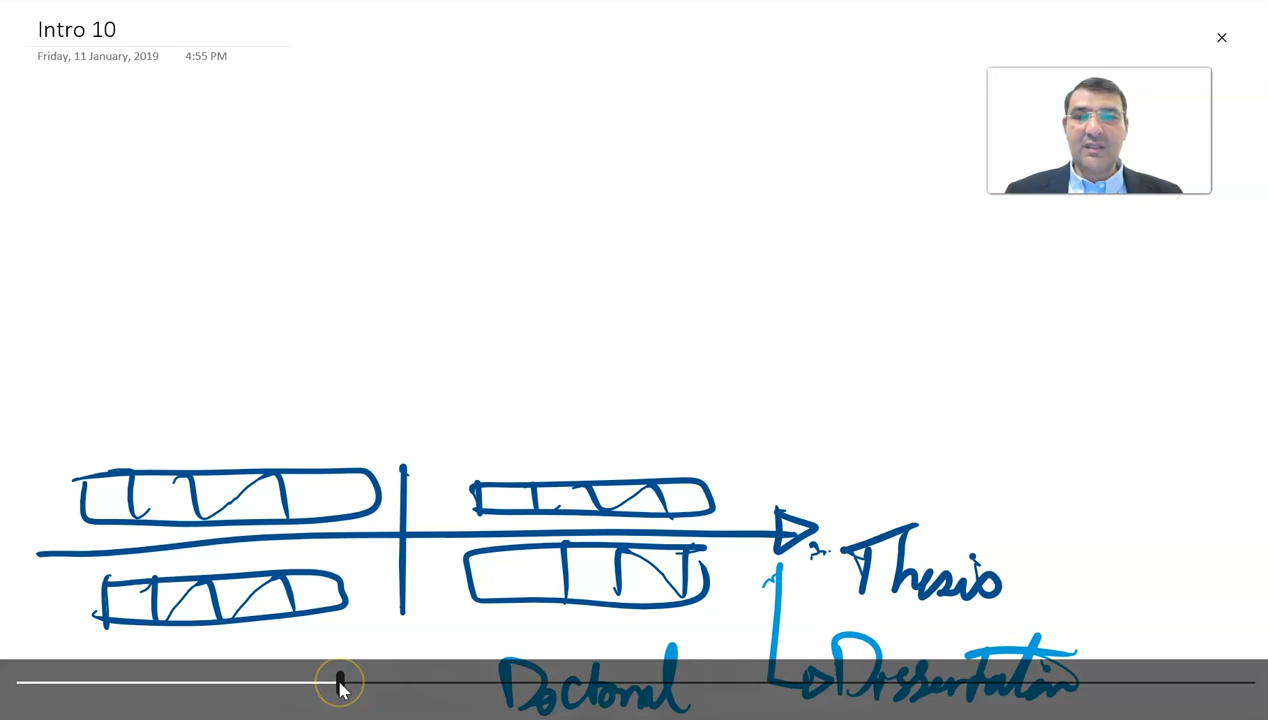 Intro 10
Friday, 11 January, 2019 4:55 PM
Thesis
Doctoral Dissertation